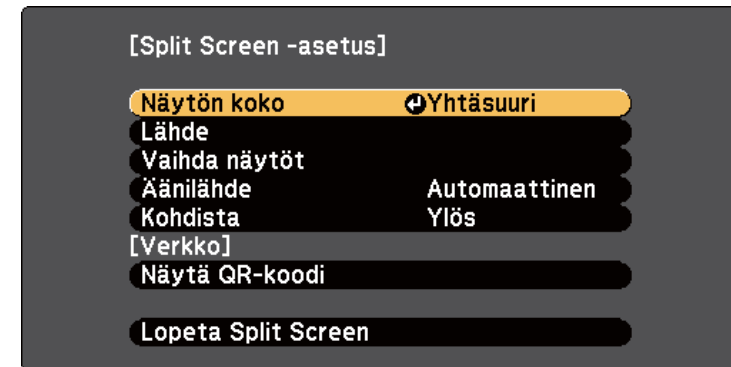 [Split Screen -asetus]
Näytön koko Yhtäsuuri
Lähde
Vaihda näytöt
Äänilähde Automaattinen
Kohdista Ylös
[Verkko]
Näytä QR-koodi
Lopeta Split Screen